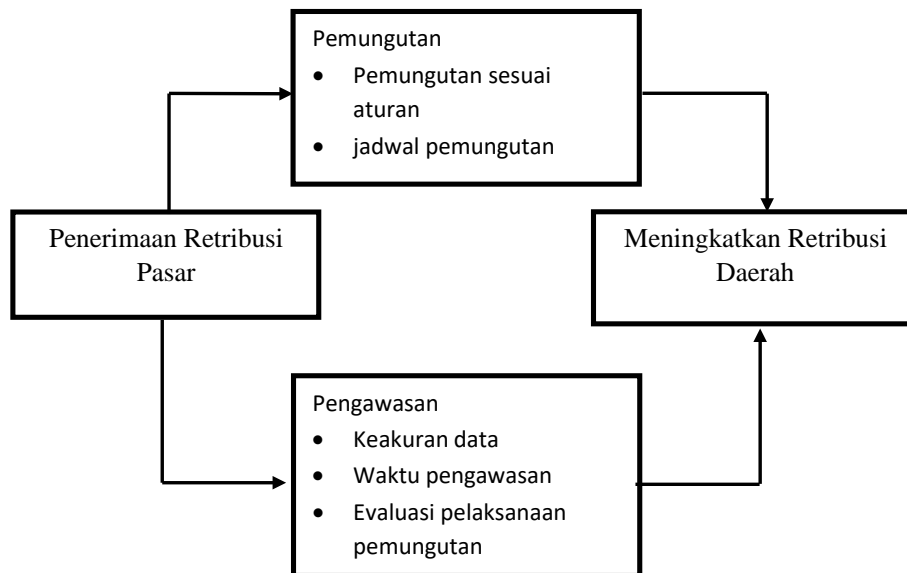 Pemungutan
• Pemungutan sesuai
aturan
• jadwal pemungutan
Penerimaan Retribusi
Pasar
Meningkatkan Retribusi
Daerah
Pengawasan
• Keakuran data
• Waktu pengawasan
• Evaluasi pelaksanaan
pemungutan